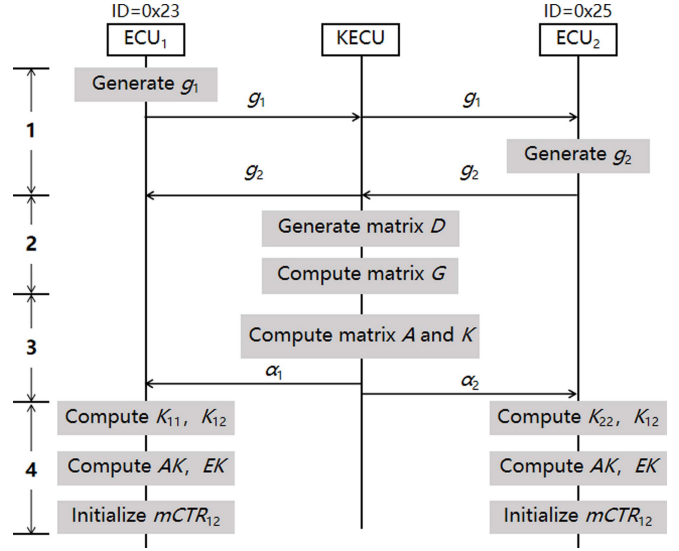 ID=0x23
ID=0x25
ECU₁
KECU
ECU₂
Generate g₁
g₁
g₁
1
Generate g₂
g₂
g₂
Generate matrix D
2
Compute matrix G
Compute matrix A and K
3
α₁
α₂
Compute K₁₁, K₁₂
Compute K₂₂, K₁₂
4
Compute AK, EK
Compute AK, EK
Initialize mCTR₁₂
Initialize mCTR₁₂